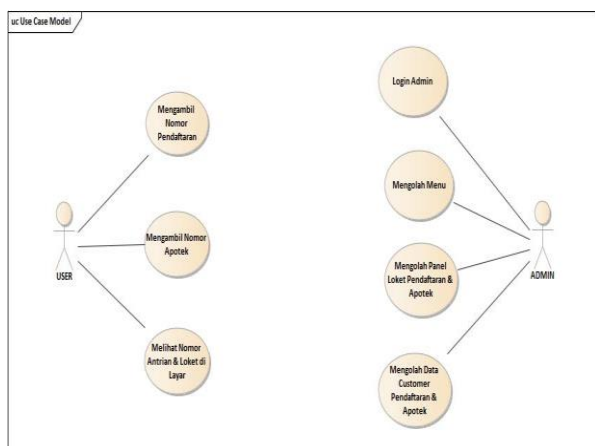 uc Use Case Model
Mengambil
Nomor
Pendaftaran
Mengambil Nomor
Apotek
Melihat Nomor
Antrian & Loket di
Layar
USER
Login Admin
Mengolah Menu
Mengolah Panel
Loket Pendaftaran &
Apotek
Mengolah Data
Customer
Pendaftaran &
Apotek
ADMIN